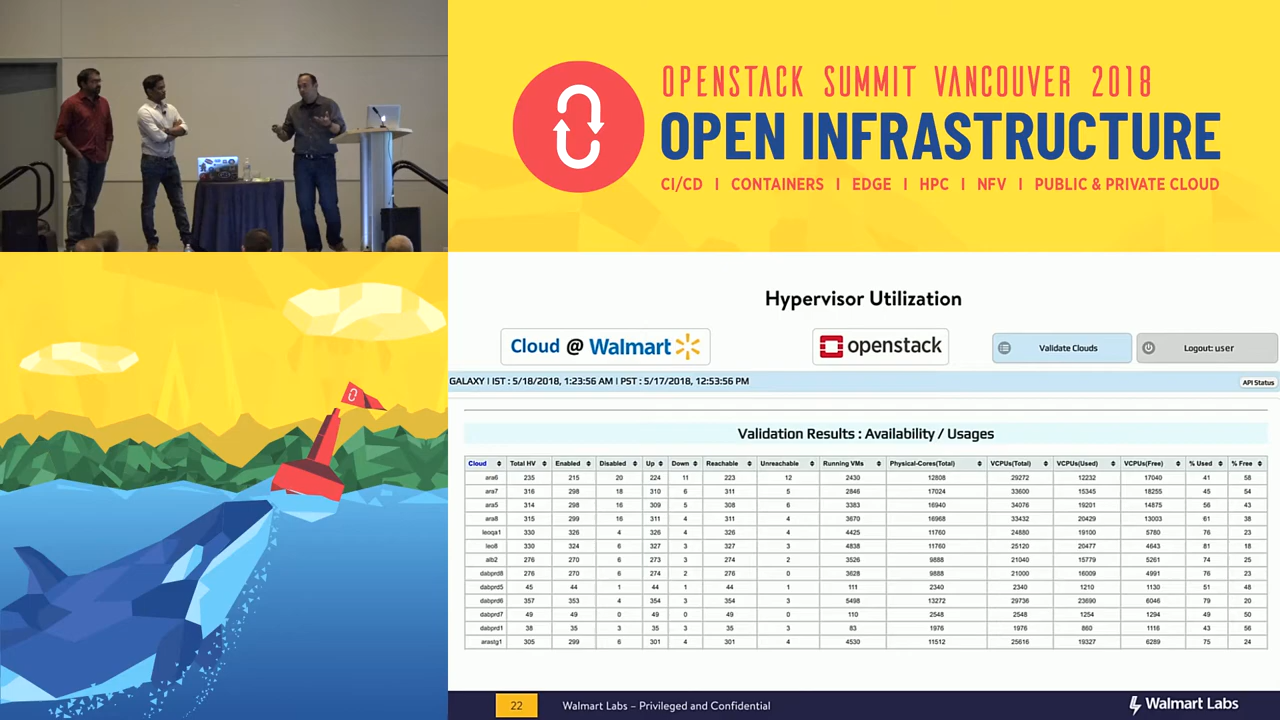 OPENSTACK SUMMIT VANCOUVER 2018
OPEN INFRASTRUCTURE
CI/CD | CONTAINERS | EDGE | HPC | NFV | PUBLIC & PRIVATE CLOUD
Hypervisor Utilization
Cloud @ Walmart
openstack
Validate Clouds
Logout: user
GALAXY | IST : 5/18/2018, 1:23:56 AM | PST : 5/17/2018, 12:53:56 PM
API Status
Validation Results : Availability / Usages
Cloud Total HV Enabled Disabled Up Down Reachable Unreachable Running VMs Physical-Cores(Total) VCPUs(Total) VCPUs(Used) VCPUs(Free) % Used % Free
ara6 235 215 20 224 11 223 12 2430 12808 29272 12232 17040 41 58
ara7 316 298 18 310 6 311 5 2846 17024 33600 15345 18255 45 54
ara5 314 298 16 309 5 308 6 3383 16940 34076 19201 14875 56 43
ara8 315 299 16 311 4 311 4 3670 16968 33432 20429 13003 61 38
leoqa1 330 326 4 326 4 326 4 4425 11760 24880 19100 5780 76 23
leo8 330 324 6 327 3 327 3 4838 11760 25120 20477 4643 81 18
alb2 276 270 6 273 3 274 2 3526 9888 21040 15779 5261 74 25
dabprd8 276 270 6 274 2 276 0 3628 9888 21000 16009 4991 76 23
dabprd5 45 44 1 44 1 44 1 111 2340 2340 1210 1130 51 48
dabprd6 357 353 4 354 3 354 3 5498 13272 29736 23690 6046 79 20
dabprd7 49 49 0 49 0 49 0 110 2548 2548 1254 1294 49 50
dabprd1 38 35 3 35 3 35 3 83 1976 1976 860 1116 43 56
arastg1 305 299 6 301 4 301 4 4530 11512 25616 19327 6289 75 24
22
Walmart Labs – Privileged and Confidential
Walmart Labs